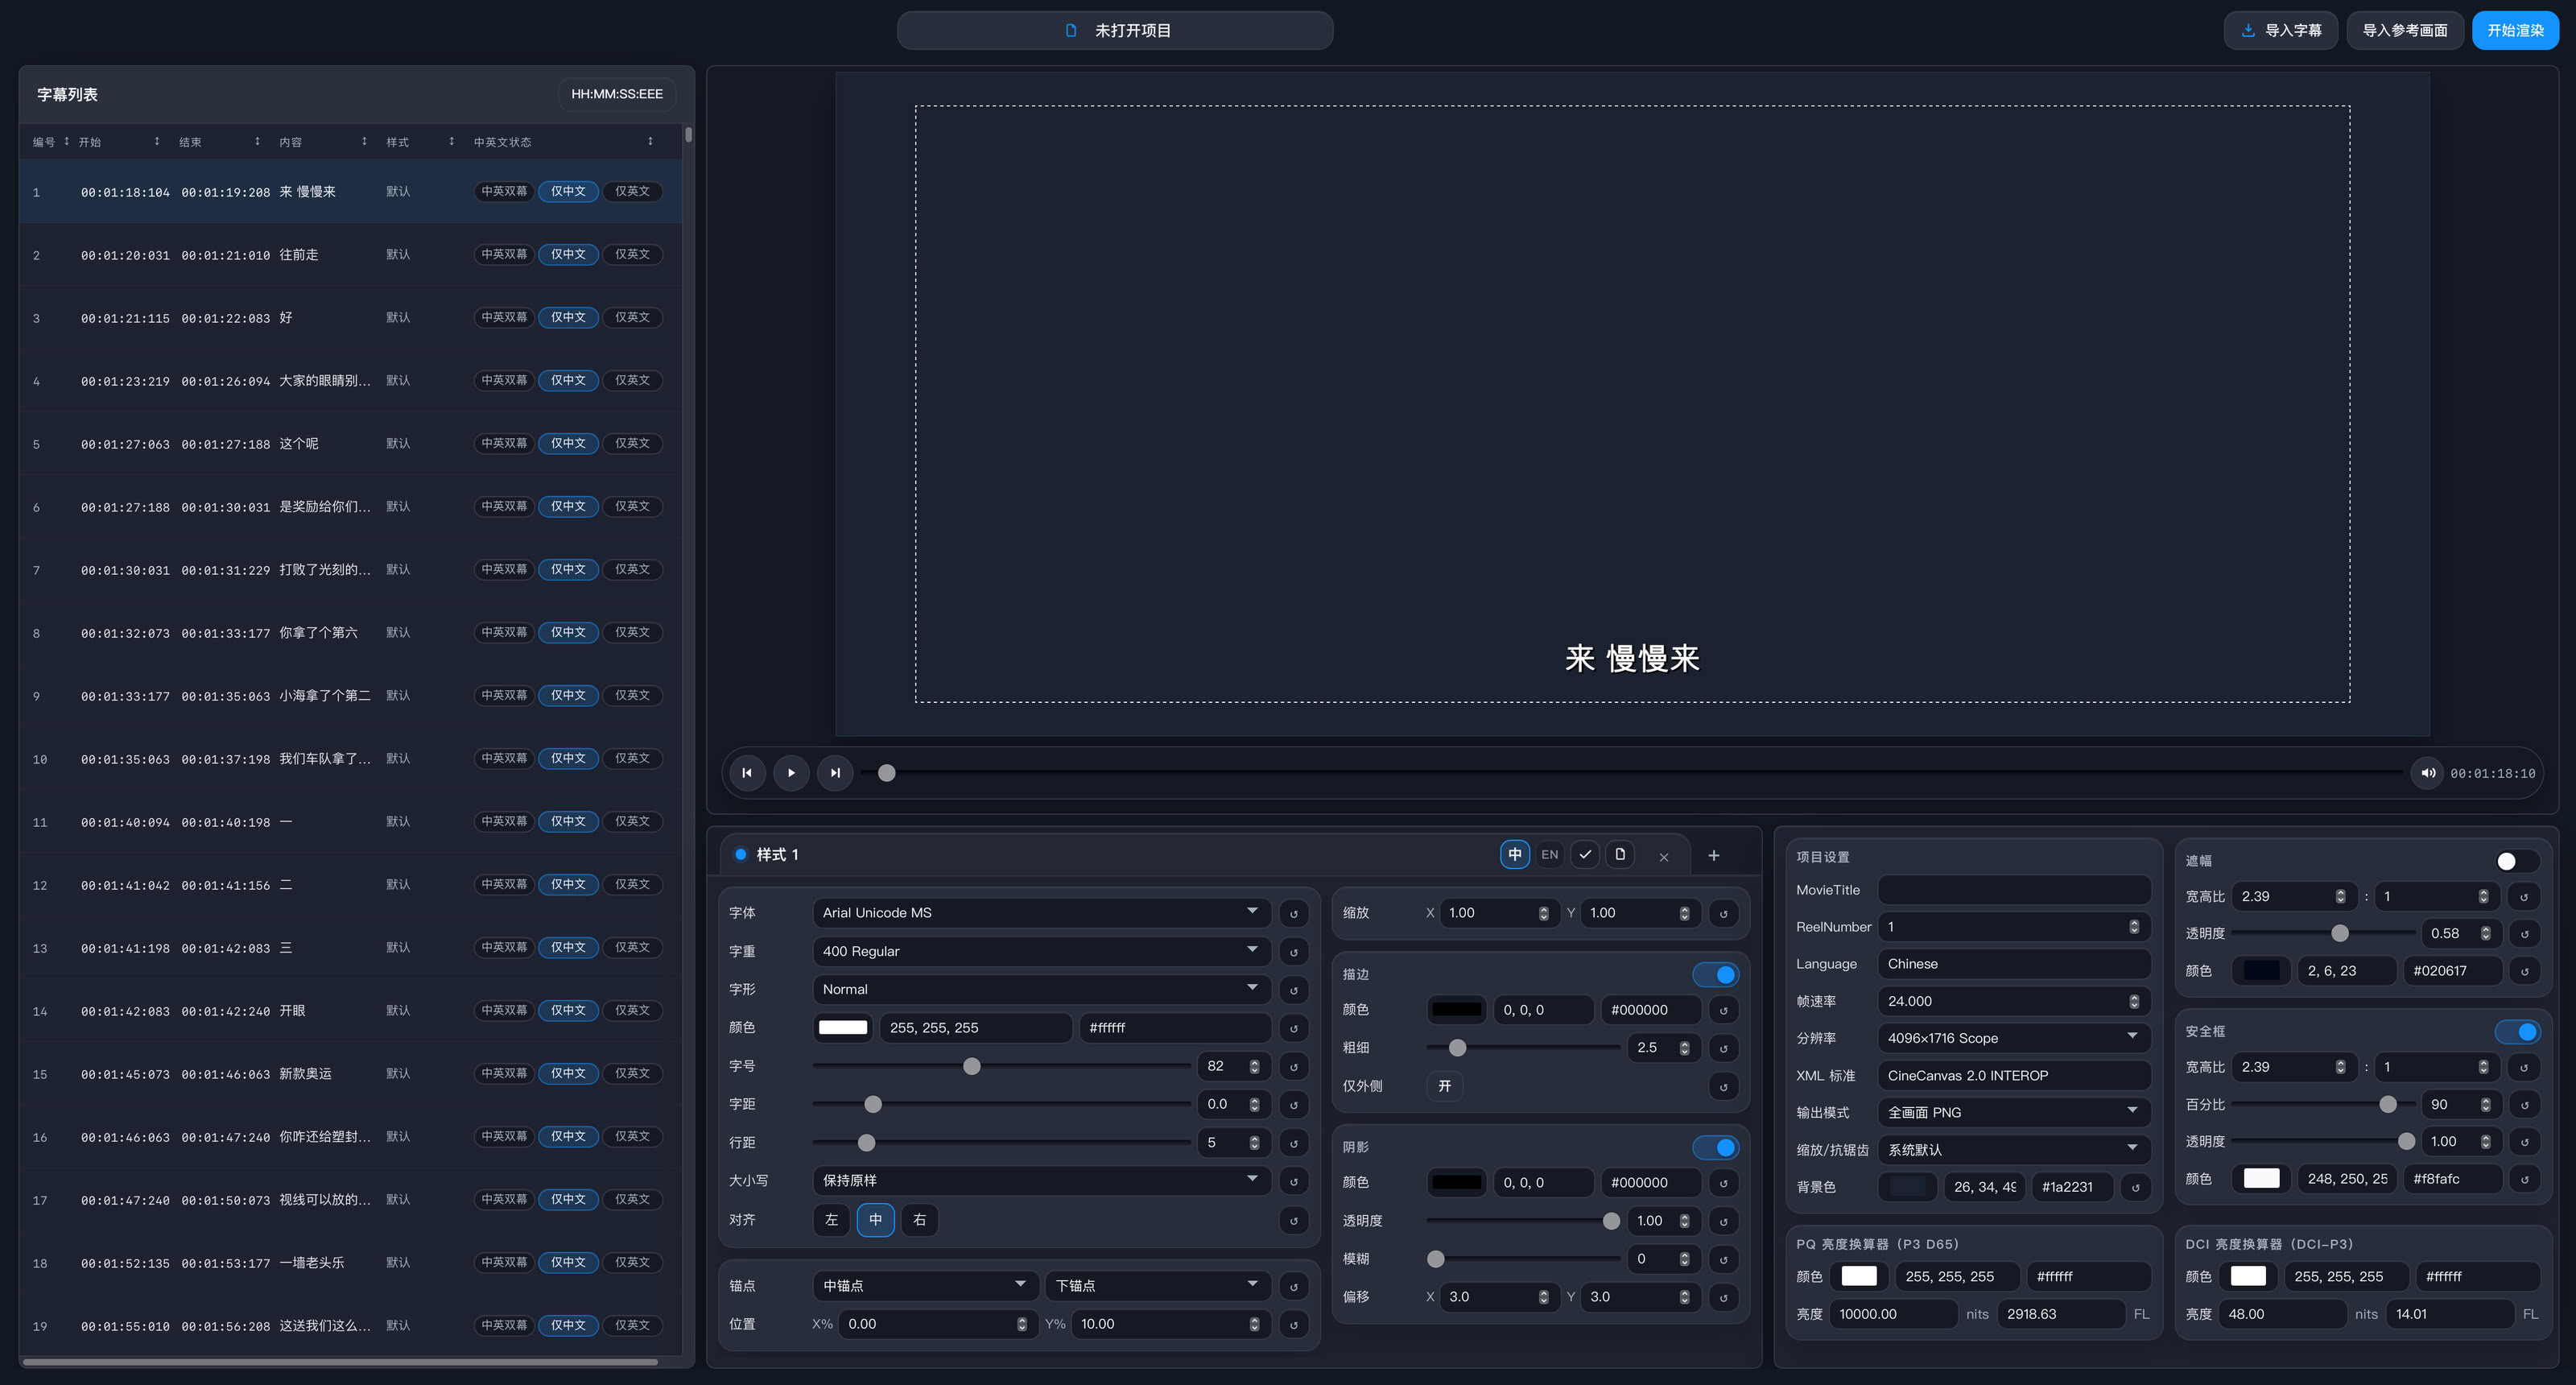 未打开项目
导入字幕
导入参考画面
开始渲染
字幕列表
HH:MM:SS:EEE
编号 开始 结束 内容 样式 中英文状态
1 00:01:18:104 00:01:19:208 来 慢慢来 默认 中英双幕 仅中文 仅英文
2 00:01:20:031 00:01:21:010 往前走 默认 中英双幕 仅中文 仅英文
3 00:01:21:115 00:01:22:083 好 默认 中英双幕 仅中文 仅英文
4 00:01:23:219 00:01:26:094 大家的眼睛别... 默认 中英双幕 仅中文 仅英文
5 00:01:27:063 00:01:27:188 这个呢 默认 中英双幕 仅中文 仅英文
6 00:01:27:188 00:01:30:031 是奖励给你们... 默认 中英双幕 仅中文 仅英文
7 00:01:30:031 00:01:31:229 打败了光刻的... 默认 中英双幕 仅中文 仅英文
8 00:01:32:073 00:01:33:177 你拿了个第六 默认 中英双幕 仅中文 仅英文
9 00:01:33:177 00:01:35:063 小海拿了个第二 默认 中英双幕 仅中文 仅英文
10 00:01:35:063 00:01:37:198 我们车队拿了... 默认 中英双幕 仅中文 仅英文
11 00:01:40:094 00:01:40:198 一 默认 中英双幕 仅中文 仅英文
12 00:01:41:042 00:01:41:156 二 默认 中英双幕 仅中文 仅英文
13 00:01:41:198 00:01:42:083 三 默认 中英双幕 仅中文 仅英文
14 00:01:42:083 00:01:42:240 开眼 默认 中英双幕 仅中文 仅英文
15 00:01:45:073 00:01:46:063 新款奥运 默认 中英双幕 仅中文 仅英文
16 00:01:46:063 00:01:47:240 你咋还给塑封... 默认 中英双幕 仅中文 仅英文
17 00:01:47:240 00:01:50:073 视线可以放的... 默认 中英双幕 仅中文 仅英文
18 00:01:52:135 00:01:53:177 一墙老头乐 默认 中英双幕 仅中文 仅英文
19 00:01:55:010 00:01:56:208 这送我们这么... 默认 中英双幕 仅中文 仅英文
来 慢慢来
00:01:18:10
样式 1 中 EN
字体 Arial Unicode MS
字重 400 Regular
字形 Normal
颜色 255, 255, 255 #ffffff
字号 82
字距 0.0
行距 5
大小写 保持原样
对齐 左 中 右
锚点 中锚点 下锚点
位置 X% 0.00 Y% 10.00
缩放 X 1.00 Y 1.00
描边
颜色 0, 0, 0 #000000
粗细 2.5
仅外侧 开
阴影
颜色 0, 0, 0 #000000
透明度 1.00
模糊 0
偏移 X 3.0 Y 3.0
项目设置
MovieTitle
ReelNumber 1
Language Chinese
帧速率 24.000
分辨率 4096×1716 Scope
XML 标准 CineCanvas 2.0 INTEROP
输出模式 全画面 PNG
缩放/抗锯齿 系统默认
背景色 26, 34, 49 #1a2231
PQ 亮度换算器（P3 D65）
颜色 255, 255, 255 #ffffff
亮度 10000.00 nits 2918.63 FL
遮幅
宽高比 2.39 : 1
透明度 0.58
颜色 2, 6, 23 #020617
安全框
宽高比 2.39 : 1
百分比 90
透明度 1.00
颜色 248, 250, 25 #f8fafc
DCI 亮度换算器（DCI-P3）
颜色 255, 255, 255 #ffffff
亮度 48.00 nits 14.01 FL